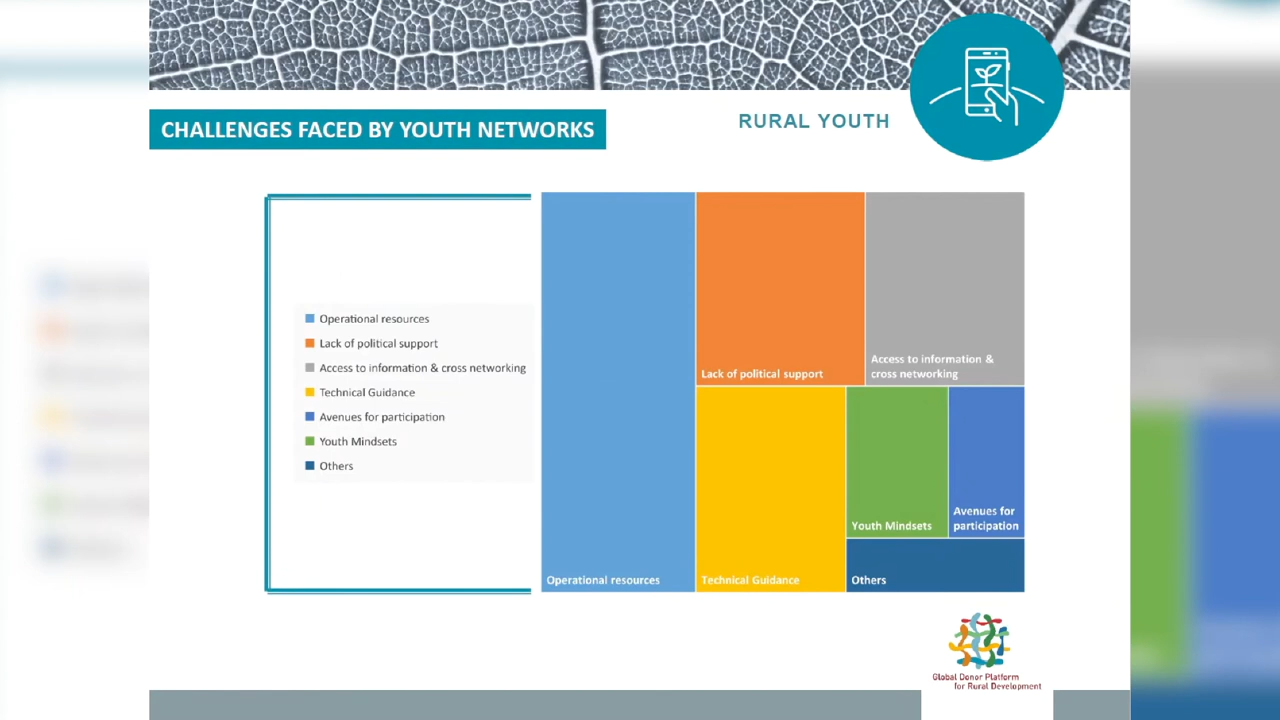 CHALLENGES FACED BY YOUTH NETWORKS
RURAL YOUTH
Operational resources
Lack of political support
Access to information & cross networking
Technical Guidance
Avenues for participation
Youth Mindsets
Others
Lack of political support
Access to information &
cross networking
Youth Mindsets
Avenues for
participation
Operational resources
Technical Guidance
Others
Global Donor Platform
for Rural Development